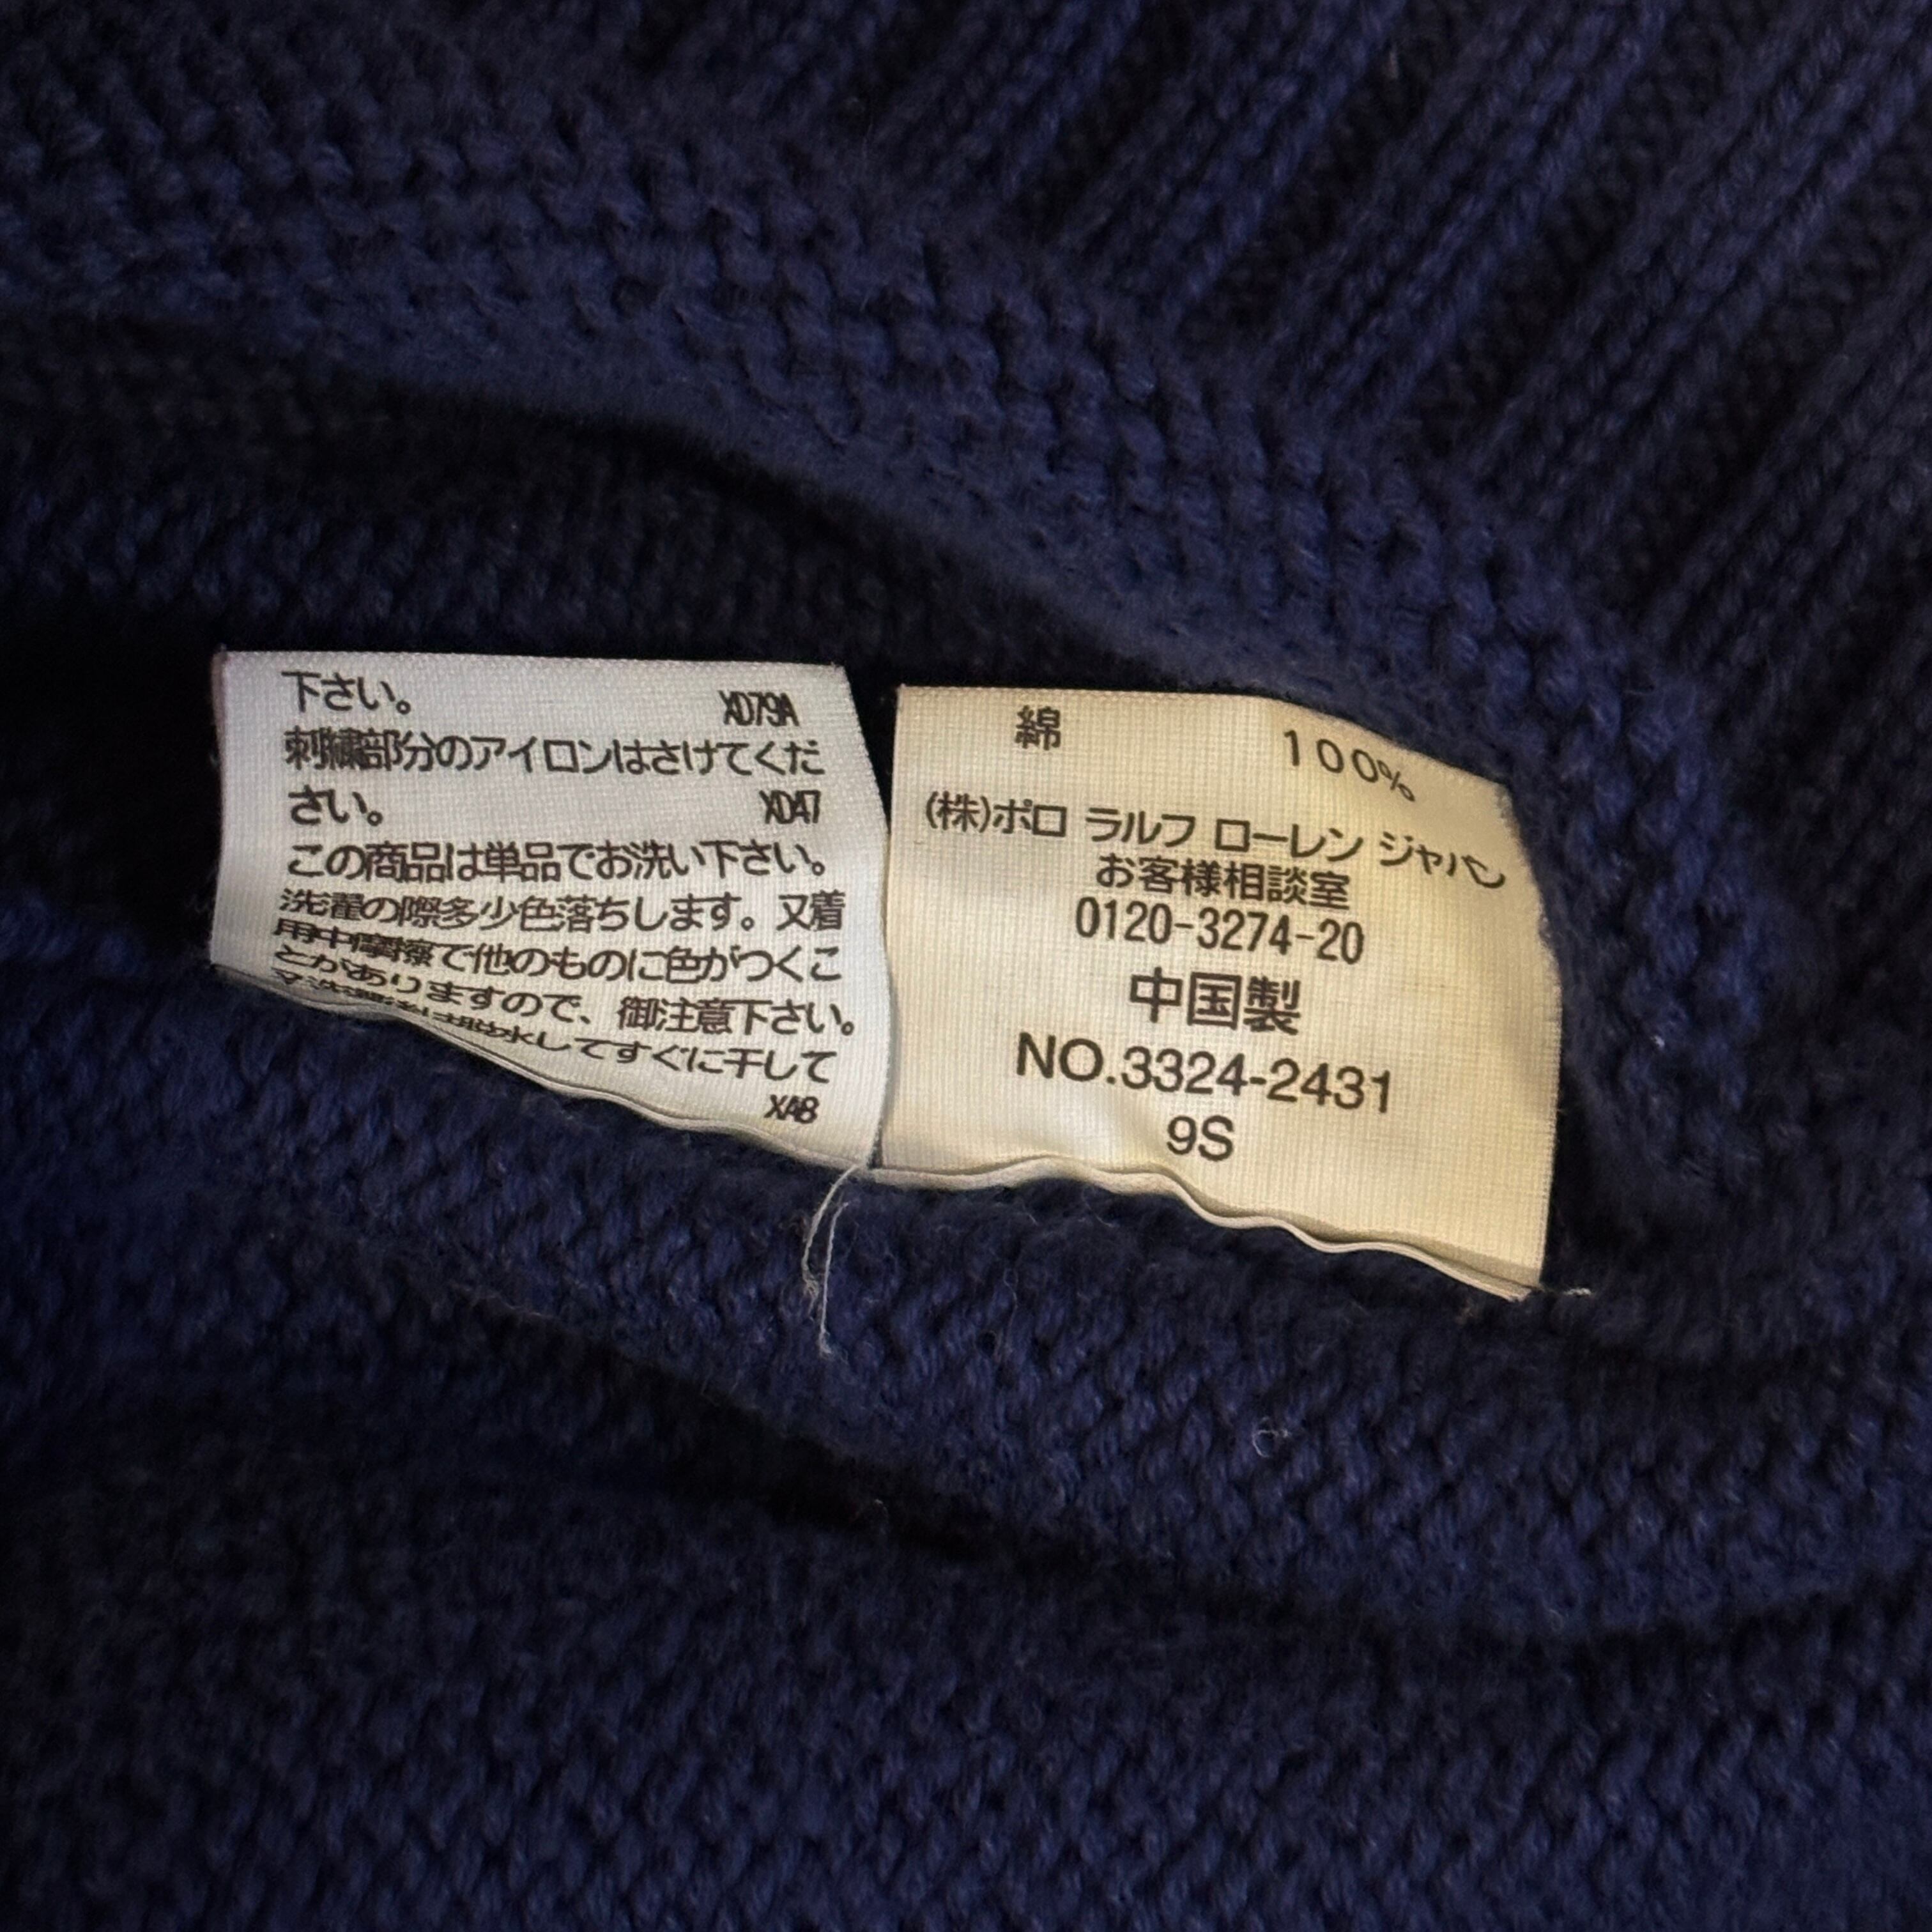 下さい。 XD79A
刺繍部分のアイロンはさけてくだ
さい。 XDA7
この商品は単品でお洗い下さい。
洗濯の際多少色落ちします。又着
用中摩擦で他のものに色がつくこ
とがありますので、御注意下さい。
脱水してすぐに干して
XA8
綿 100%
(株)ポロ ラルフ ローレン ジャパン
お客様相談室
0120-3274-20
中国製
NO.3324-2431
9S